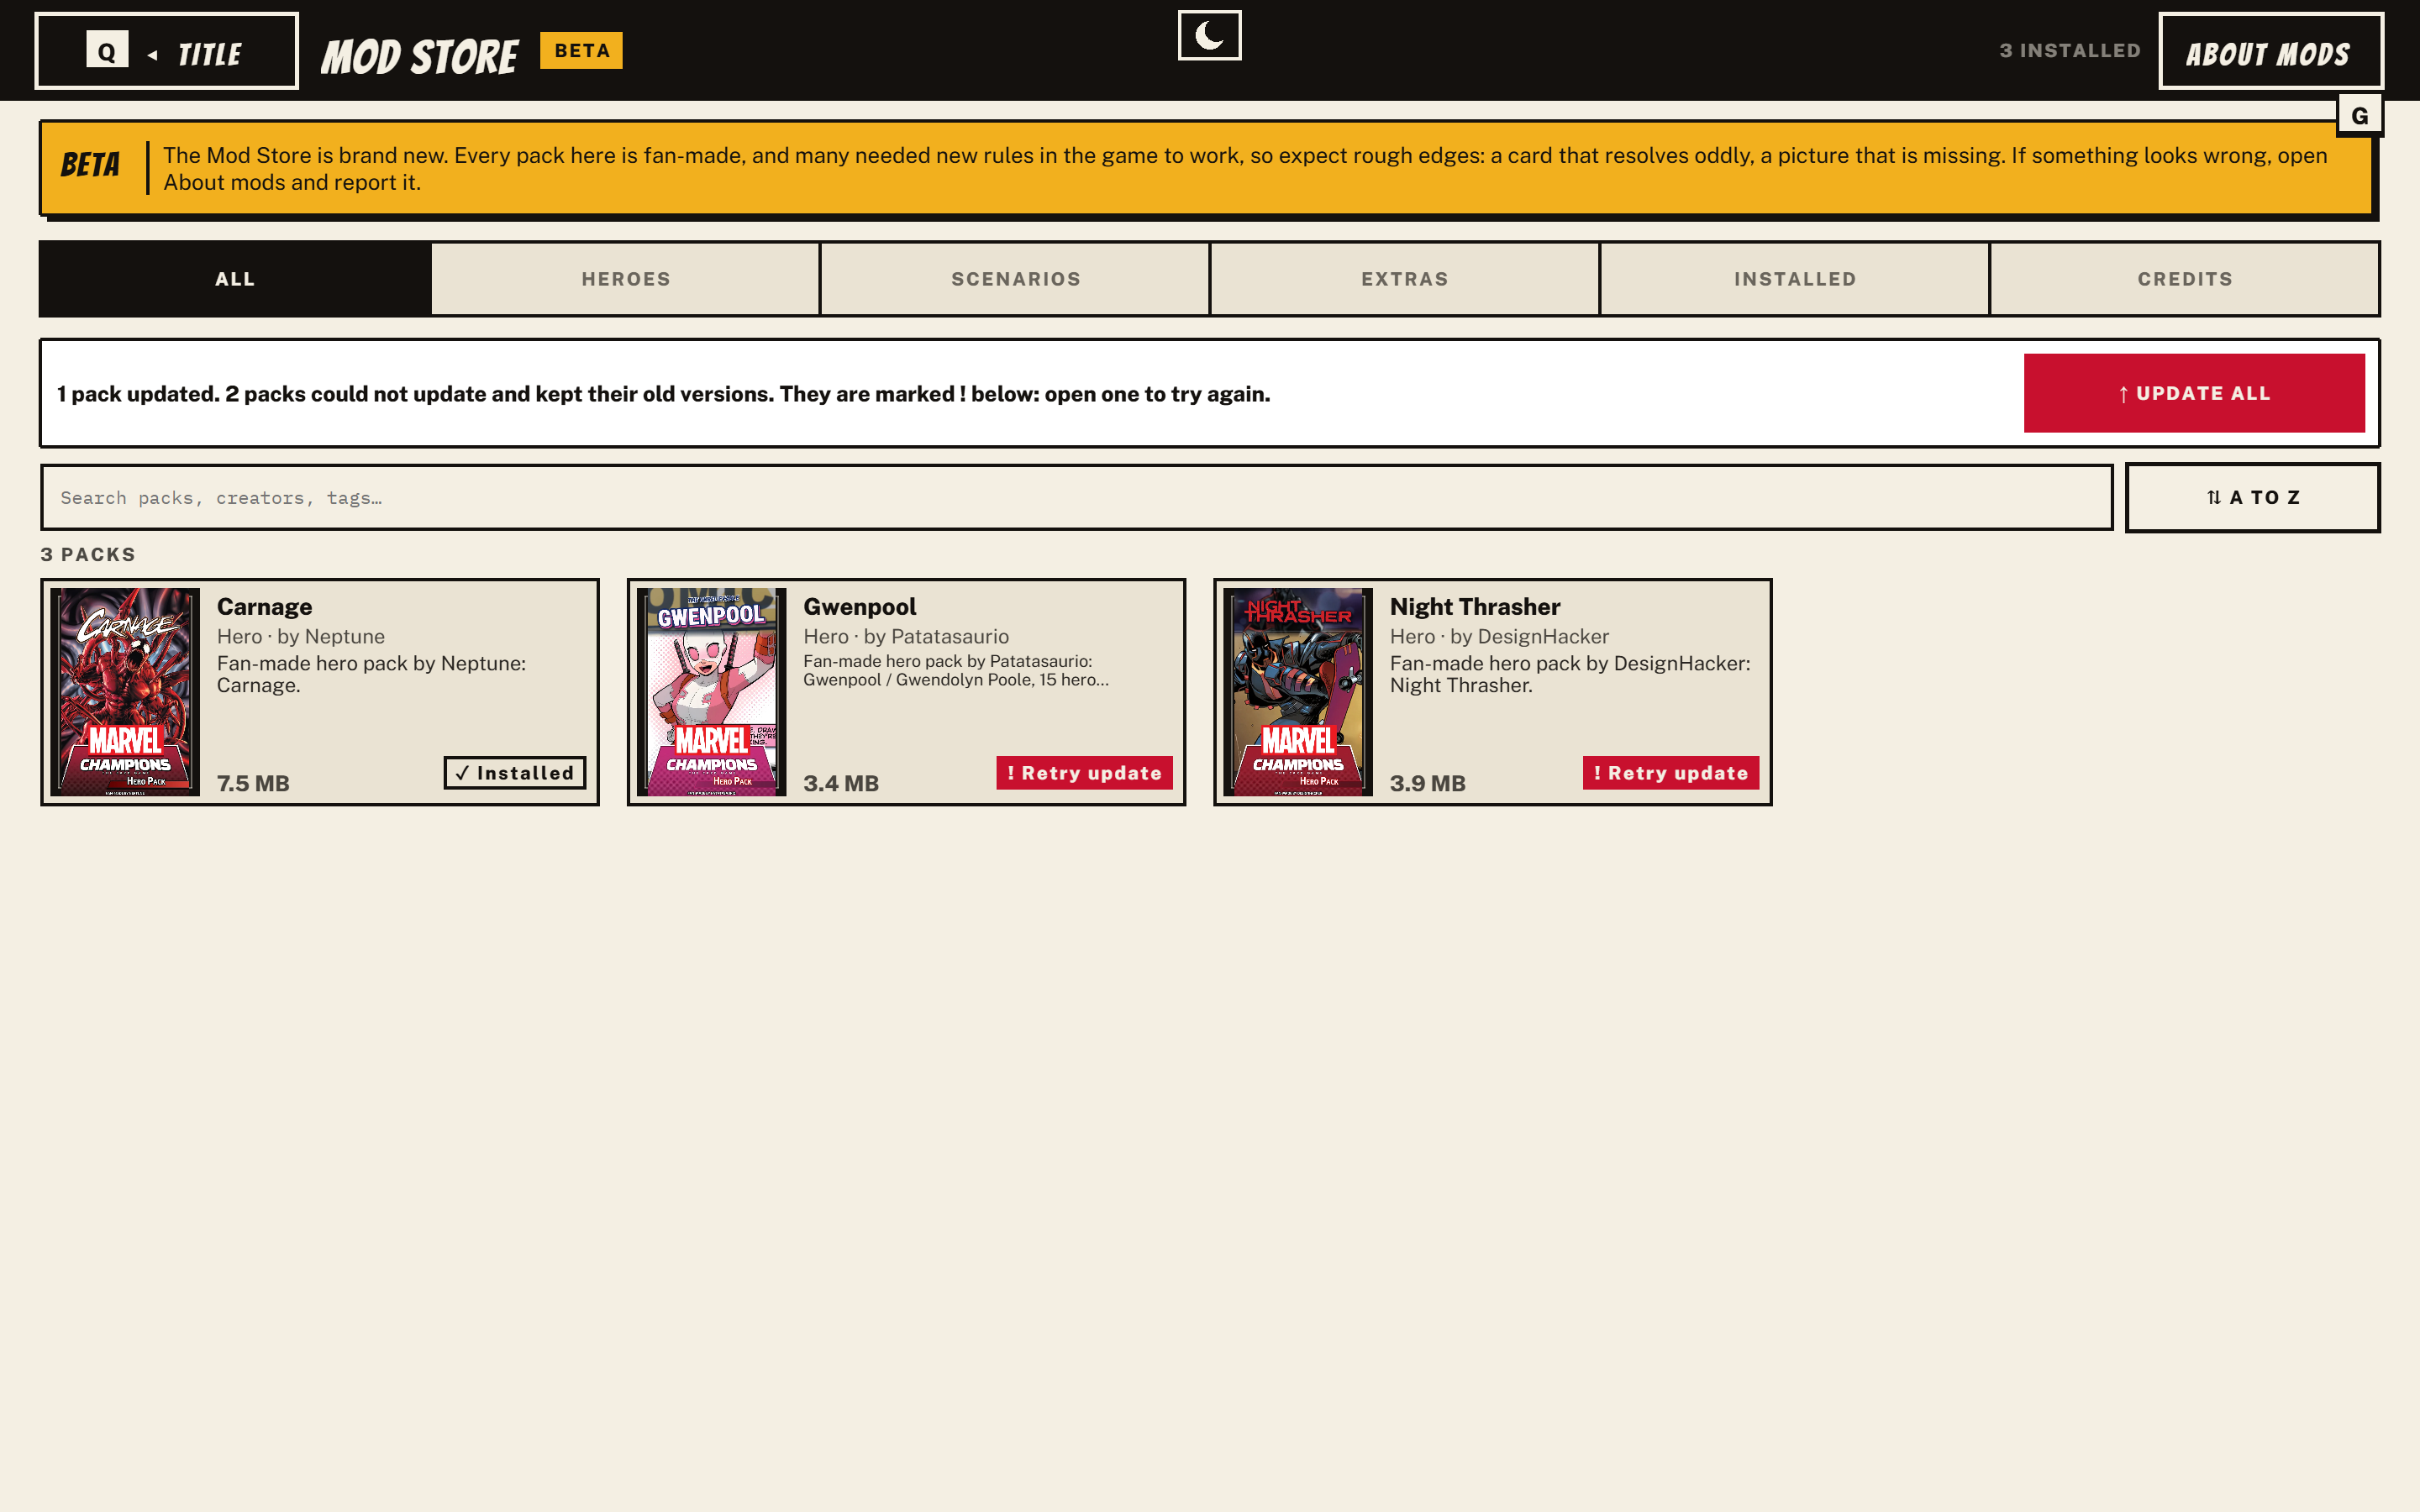 Q ◂ TITLE
MOD STORE
BETA
3 INSTALLED
ABOUT MODS
G
BETA
The Mod Store is brand new. Every pack here is fan-made, and many needed new rules in the game to work, so expect rough edges: a card that resolves oddly, a picture that is missing. If something looks wrong, open
About mods and report it.
ALL
HEROES
SCENARIOS
EXTRAS
INSTALLED
CREDITS
1 pack updated. 2 packs could not update and kept their old versions. They are marked ! below: open one to try again.
↑ UPDATE ALL
Search packs, creators, tags…
⇅ A TO Z
3 PACKS
CARNAGE
MARVEL
CHAMPIONS
HERO PACK
Carnage
Hero · by Neptune
Fan-made hero pack by Neptune:
Carnage.
7.5 MB
✓ Installed
GWENPOOL
MARVEL
CHAMPIONS
HERO PACK
Gwenpool
Hero · by Patatasaurio
Fan-made hero pack by Patatasaurio:
Gwenpool / Gwendolyn Poole, 15 hero…
3.4 MB
! Retry update
NIGHT
THRASHER
MARVEL
CHAMPIONS
HERO PACK
Night Thrasher
Hero · by DesignHacker
Fan-made hero pack by DesignHacker:
Night Thrasher.
3.9 MB
! Retry update